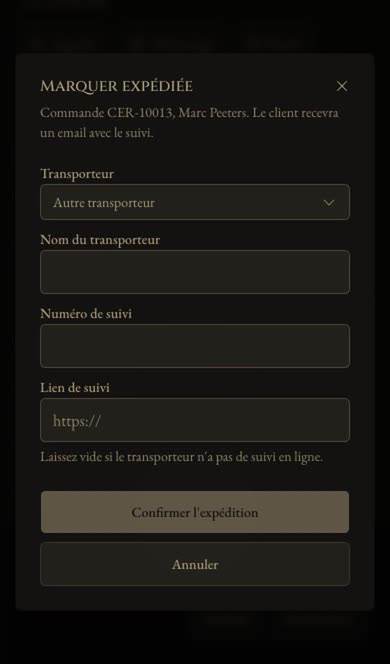 Marquer expédiée
Commande CER-10013, Marc Peeters. Le client recevra
un email avec le suivi.
Transporteur
Autre transporteur
Nom du transporteur
Numéro de suivi
Lien de suivi
https://
Laissez vide si le transporteur n'a pas de suivi en ligne.
Confirmer l'expédition
Annuler